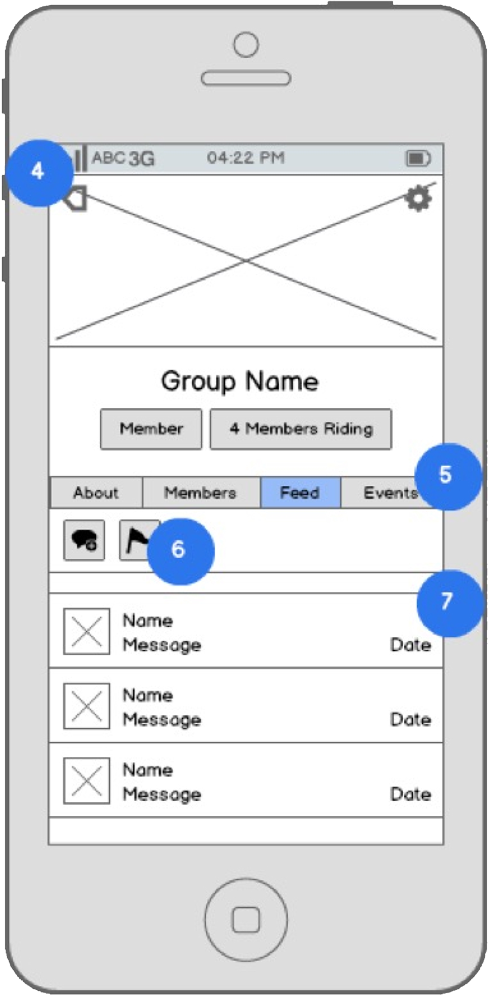 4
ABC 3G 04:22 PM
Group Name
Member 4 Members Riding
5
About Members Feed Events
6
7
Name
Message Date
Name
Message Date
Name
Message Date